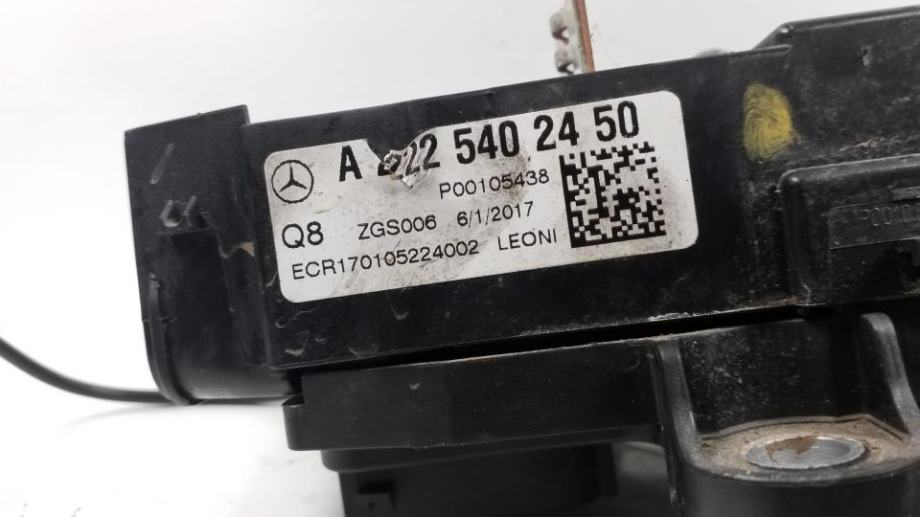 A 222 540 24 50
P00105438
Q8 ZGS006 6/1/2017
ECR170105224002 LEONI